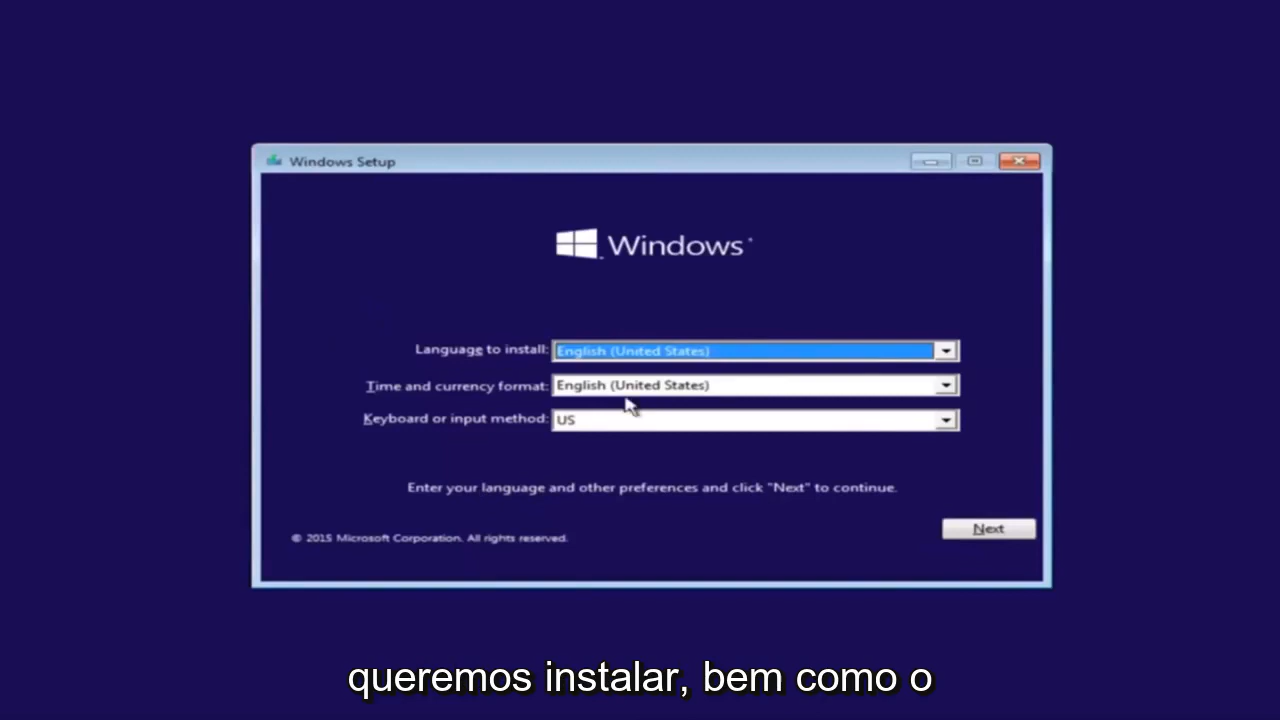 Windows Setup
Windows
Language to install: English (United States)
Time and currency format: English (United States)
Keyboard or input method: US
Enter your language and other preferences and click "Next" to continue.
© 2015 Microsoft Corporation. All rights reserved.
Next
queremos instalar, bem como o